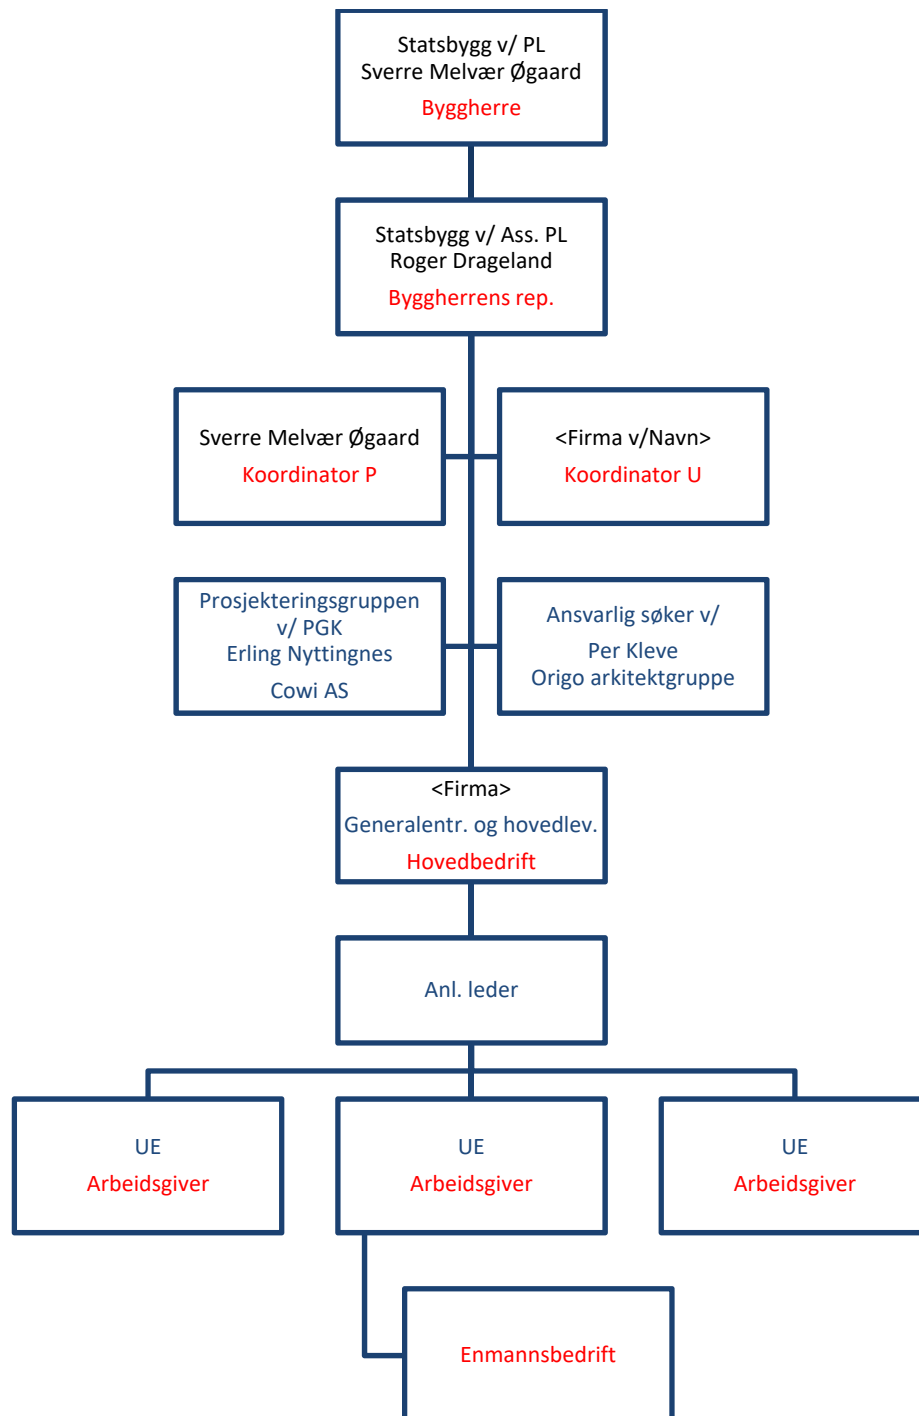 Statsbygg v/ PL
Sverre Melvær Øgaard
Byggherre
Statsbygg v/ Ass. PL
Roger Drageland
Byggherrens rep.
Sverre Melvær Øgaard
Koordinator P
<Firma v/Navn>
Koordinator U
Prosjekteringsgruppen
v/ PGK
Erling Nyttingnes
Cowi AS
Ansvarlig søker v/
Per Kleve
Origo arkitektgruppe
<Firma>
Generalentr. og hovedlev.
Hovedbedrift
Anl. leder
UE
Arbeidsgiver
UE
Arbeidsgiver
UE
Arbeidsgiver
Enmannsbedrift